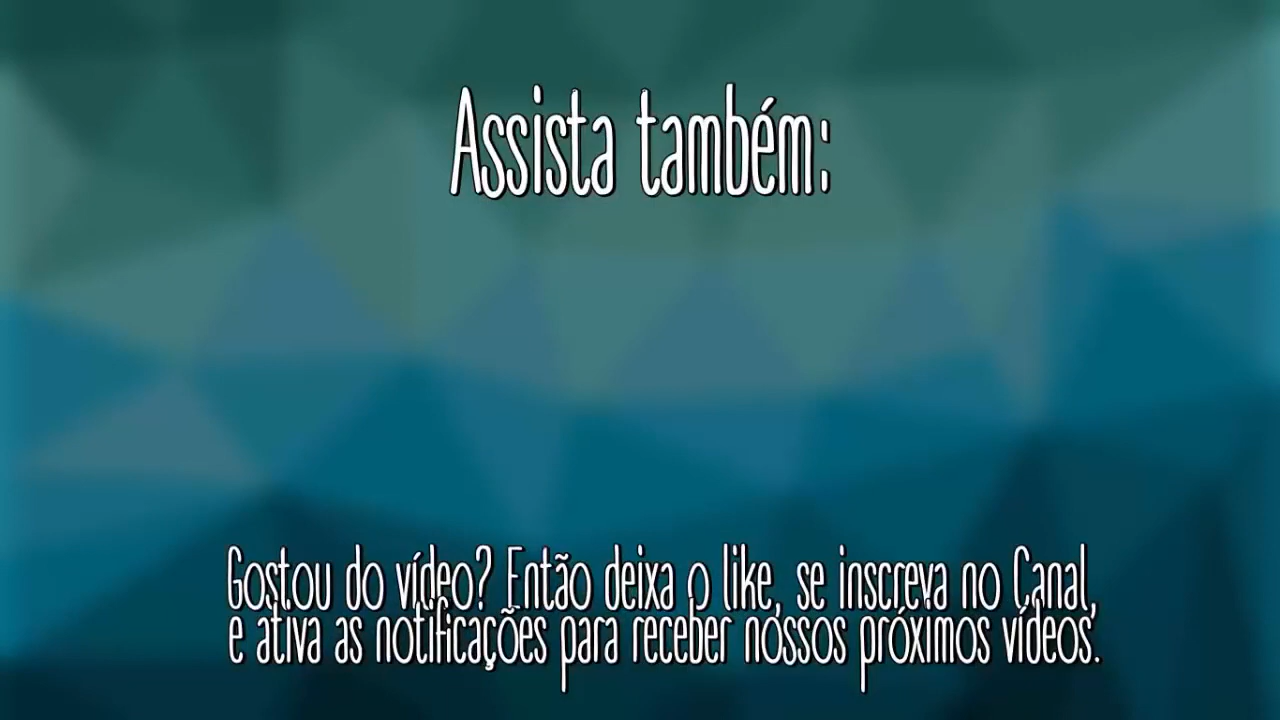 Assista também:
Gostou do vídeo? Então deixa o like, se inscreva no Canal,
e ativa as notificações para receber nossos próximos vídeos.